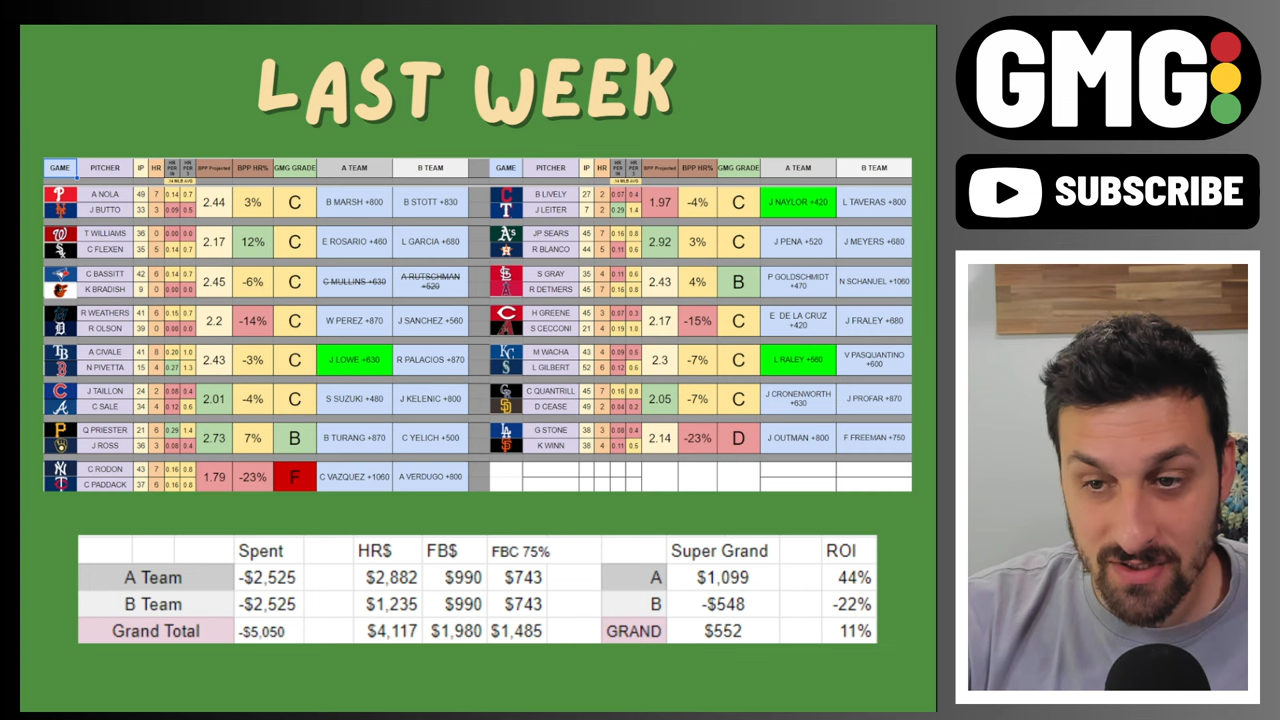 LAST WEEK
GMG
SUBSCRIBE
GAME PITCHER IP HR HR PER IN HR PER 5 BPP Projected BPP HR% GMG GRADE A TEAM B TEAM
.14 MLB AVG
A NOLA 49 7 0.14 0.7 2.44 3% C B MARSH +800 B STOTT +830
J BUTTO 33 3 0.09 0.5
T WILLIAMS 36 0 0.00 0.0 2.17 12% C E ROSARIO +460 L GARCIA +680
C FLEXEN 35 5 0.14 0.7
C BASSITT 42 6 0.14 0.7 2.45 -6% C C MULLINS +630 A RUTSCHMAN +520
K BRADISH 9 0 0.00 0.0
R WEATHERS 41 6 0.15 0.7 2.2 -14% C W PEREZ +870 J SANCHEZ +560
R OLSON 39 0 0.00 0.0
A CIVALE 41 8 0.20 1.0 2.43 -3% C J LOWE +630 R PALACIOS +870
N PIVETTA 15 4 0.27 1.3
J TAILLON 24 2 0.08 0.4 2.01 -4% C S SUZUKI +480 J KELENIC +800
C SALE 34 4 0.12 0.6
Q PRIESTER 21 6 0.29 1.4 2.73 7% B B TURANG +870 C YELICH +500
J ROSS 36 3 0.08 0.4
C RODON 43 7 0.16 0.8 1.79 -23% F C VAZQUEZ +1060 A VERDUGO +800
C PADDACK 37 6 0.16 0.8
GAME PITCHER IP HR HR PER IN HR PER 5 BPP Projected BPP HR% GMG GRADE A TEAM B TEAM
.14 MLB AVG
B LIVELY 27 2 0.07 0.4 1.97 -4% C J NAYLOR +420 L TAVERAS +800
J LEITER 7 2 0.29 1.4
JP SEARS 45 7 0.16 0.8 2.92 3% C J PENA +520 J MEYERS +680
R BLANCO 44 5 0.11 0.6
S GRAY 35 4 0.11 0.6 2.43 4% B P GOLDSCHMIDT +470 N SCHANUEL +1060
R DETMERS 45 7 0.16 0.8
H GREENE 45 3 0.07 0.3 2.17 -15% C E DE LA CRUZ +420 J FRALEY +680
S CECCONI 21 4 0.19 1.0
M WACHA 43 4 0.09 0.5 2.3 -7% C L RALEY +560 V PASQUANTINO +600
L GILBERT 52 6 0.12 0.6
C QUANTRILL 45 7 0.16 0.8 2.05 -7% C J CRONENWORTH +630 J PROFAR +870
D CEASE 49 2 0.04 0.2
G STONE 38 3 0.08 0.4 2.14 -23% D J OUTMAN +800 F FREEMAN +750
K WINN 38 4 0.11 0.5
Spent HR$ FB$ FBC 75% Super Grand ROI
A Team -$2,525 $2,882 $990 $743 A $1,099 44%
B Team -$2,525 $1,235 $990 $743 B -$548 -22%
Grand Total -$5,050 $4,117 $1,980 $1,485 GRAND $552 11%